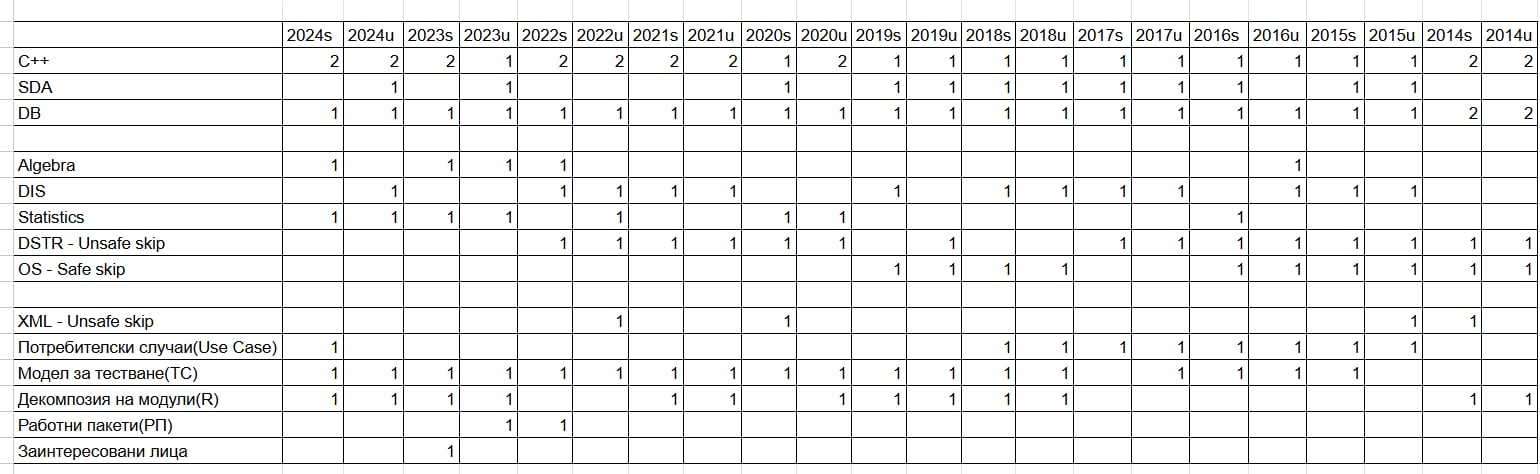 2024s 2024u 2023s 2023u 2022s 2022u 2021s 2021u 2020s 2020u 2019s 2019u 2018s 2018u 2017s 2017u 2016s 2016u 2015s 2015u 2014s 2014u
C++ 2 2 2 1 2 2 2 2 1 2 1 1 1 1 1 1 1 1 1 1 2 2
SDA 1 1 1 1 1 1 1 1 1 1 1 1
DB 1 1 1 1 1 1 1 1 1 1 1 1 1 1 1 1 1 1 1 1 2 2
Algebra 1 1 1 1 1
DIS 1 1 1 1 1 1 1 1 1 1 1 1 1
Statistics 1 1 1 1 1 1 1 1
DSTR - Unsafe skip 1 1 1 1 1 1 1 1 1 1 1 1 1 1 1
OS - Safe skip 1 1 1 1 1 1 1 1 1 1
XML - Unsafe skip 1 1 1 1
Потребителски случаи(Use Case) 1 1 1 1 1 1 1 1 1
Модел за тестване(TC) 1 1 1 1 1 1 1 1 1 1 1 1 1 1 1 1 1 1
Декомпозия на модули(R) 1 1 1 1 1 1 1 1 1 1 1 1 1
Работни пакети(РП) 1 1
Заинтересовани лица 1